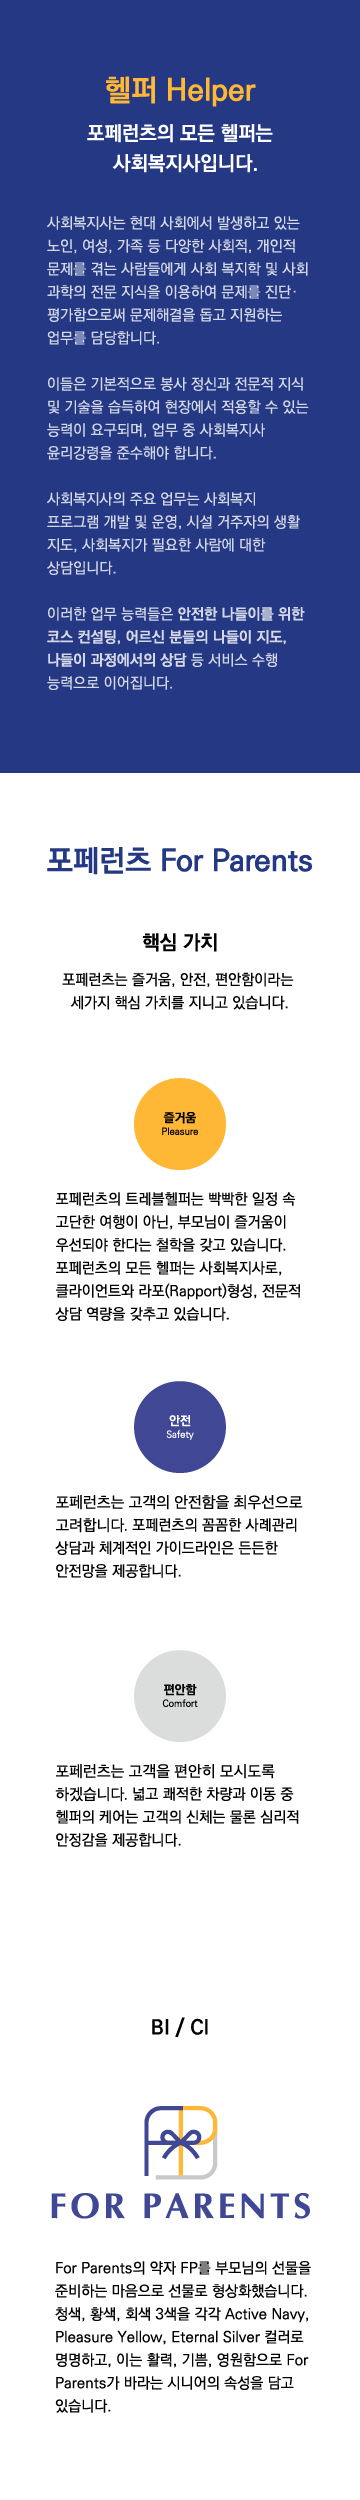 헬퍼 Helper
포페런츠의 모든 헬퍼는
사회복지사입니다.
사회복지사는 현대 사회에서 발생하고 있는
노인, 여성, 가족 등 다양한 사회적, 개인적
문제를 겪는 사람들에게 사회 복지학 및 사회
과학의 전문 지식을 이용하여 문제를 진단·
평가함으로써 문제해결을 돕고 지원하는
업무를 담당합니다.
이들은 기본적으로 봉사 정신과 전문적 지식
및 기술을 습득하여 현장에서 적용할 수 있는
능력이 요구되며, 업무 중 사회복지사
윤리강령을 준수해야 합니다.
사회복지사의 주요 업무는 사회복지
프로그램 개발 및 운영, 시설 거주자의 생활
지도, 사회복지가 필요한 사람에 대한
상담입니다.
이러한 업무 능력들은 안전한 나들이를 위한
코스 컨설팅, 어르신 분들의 나들이 지도,
나들이 과정에서의 상담 등 서비스 수행
능력으로 이어집니다.
포페런츠 For Parents
핵심 가치
포페런츠는 즐거움, 안전, 편안함이라는
세가지 핵심 가치를 지니고 있습니다.
즐거움
Pleasure
포페런츠의 트레블헬퍼는 빡빡한 일정 속
고단한 여행이 아닌, 부모님이 즐거움이
우선되야 한다는 철학을 갖고 있습니다.
포페런츠의 모든 헬퍼는 사회복지사로,
클라이언트와 라포(Rapport)형성, 전문적
상담 역량을 갖추고 있습니다.
안전
Safety
포페런츠는 고객의 안전함을 최우선으로
고려합니다. 포페런츠의 꼼꼼한 사례관리
상담과 체계적인 가이드라인은 든든한
안전망을 제공합니다.
편안함
Comfort
포페런츠는 고객을 편안히 모시도록
하겠습니다. 넓고 쾌적한 차량과 이동 중
헬퍼의 케어는 고객의 신체는 물론 심리적
안정감을 제공합니다.
BI / CI
FOR PARENTS
For Parents의 약자 FP를 부모님의 선물을
준비하는 마음으로 선물로 형상화했습니다.
청색, 황색, 회색 3색을 각각 Active Navy,
Pleasure Yellow, Eternal Silver 컬러로
명명하고, 이는 활력, 기쁨, 영원함으로 For
Parents가 바라는 시니어의 속성을 담고
있습니다.